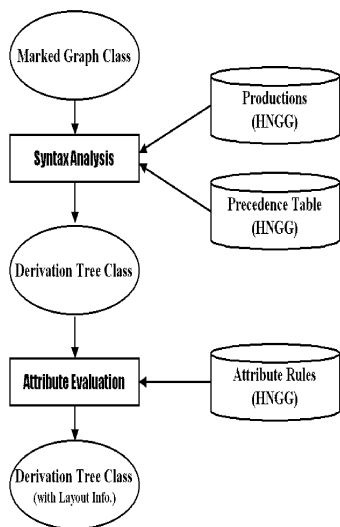 Marked Graph Class
Productions
(HNGG)
Syntax Analysis
Precedence Table
(HNGG)
Derivation Tree Class
Attribute Evaluation
Attribute Rules
(HNGG)
Derivation Tree Class
(with Layout Info.)